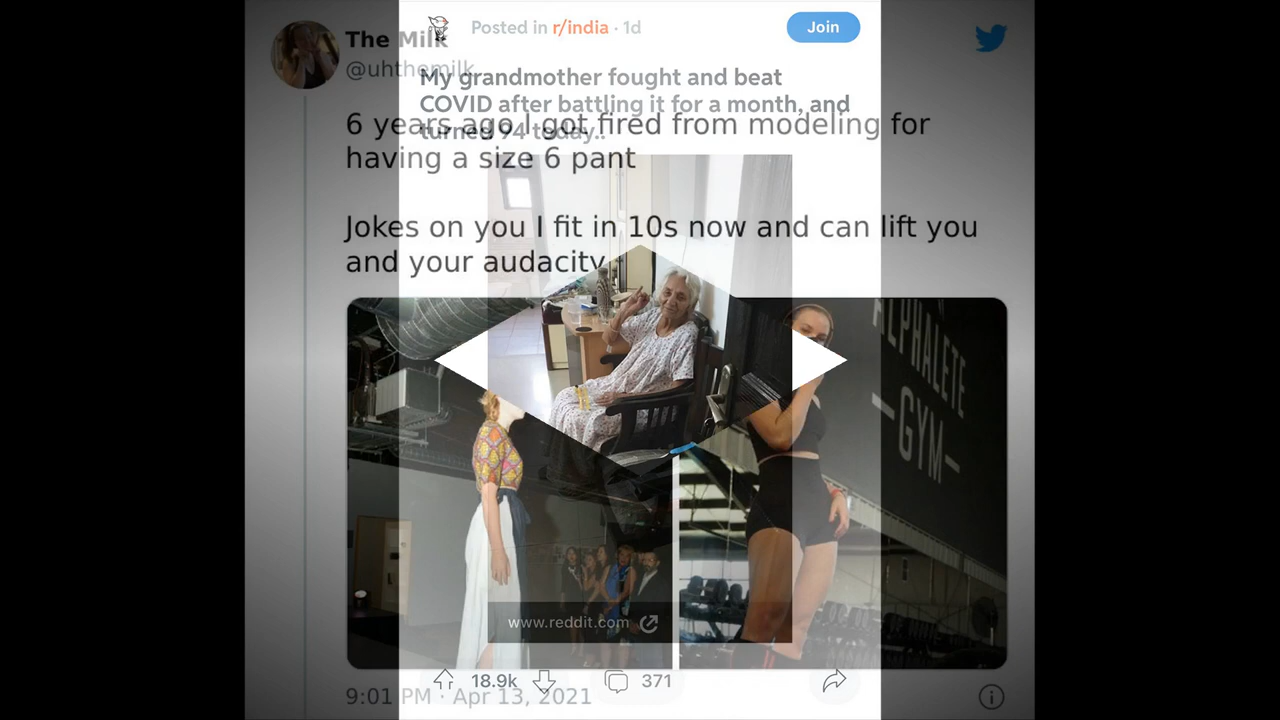 The Milk
@uhthemilk
6 years ago I got fired from modeling for
having a size 6 pant
Jokes on you I fit in 10s now and can lift you
and your audacity
ALPHALETE
—GYM—
9:01 PM · Apr 13, 2021
Posted in r/india · 1d
Join
My grandmother fought and beat
COVID after battling it for a month, and
turned 94 today..
www.reddit.com
18.9k
371